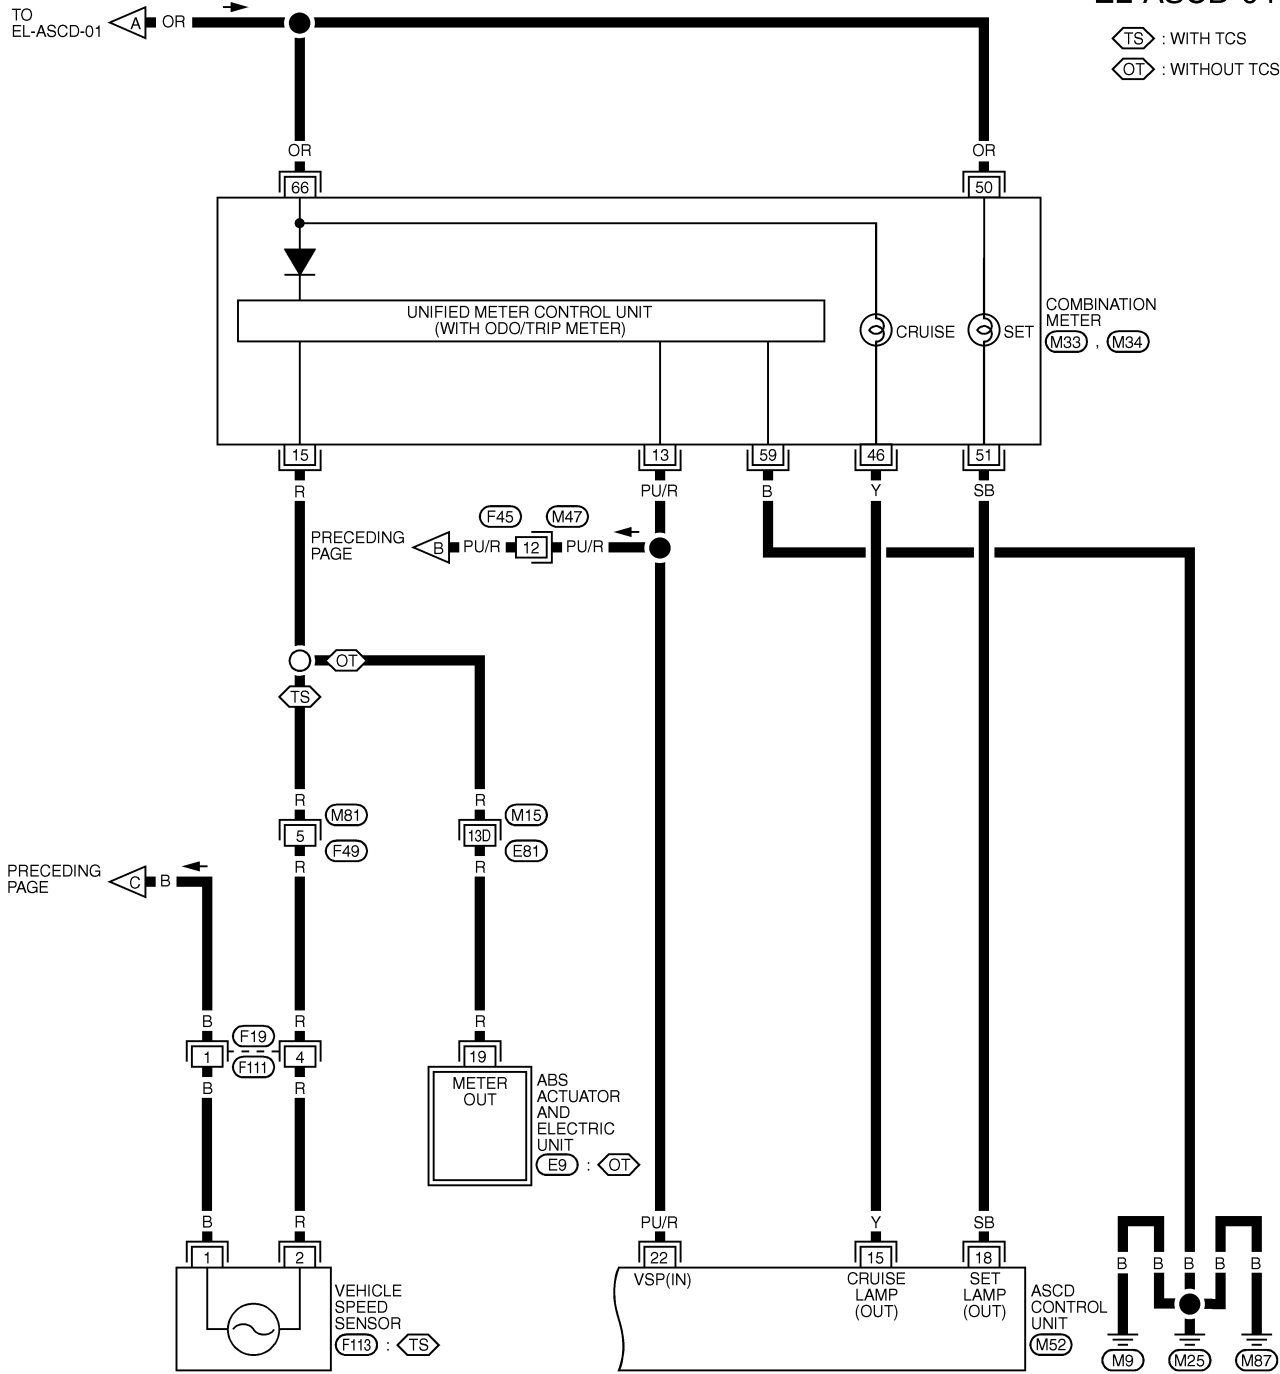 TO
EL-ASCD-01
A
OR
TS : WITH TCS
OT : WITHOUT TCS
OR
OR
66
50
UNIFIED METER CONTROL UNIT
(WITH ODO/TRIP METER)
CRUISE
SET
COMBINATION
METER
M33 , M34
15
13
59
46
51
R
PU/R
B
Y
SB
F45
M47
PRECEDING
PAGE
B
PU/R
12
PU/R
OT
TS
R
R
M81
M15
5
13D
F49
E81
R
R
PRECEDING
PAGE
C
B
B
R
R
F19
1
4
F111
B
R
19
METER
OUT
ABS
ACTUATOR
AND
ELECTRIC
UNIT
E9 : OT
B
R
PU/R
Y
SB
1
2
22
15
18
VSP(IN)
CRUISE
LAMP
(OUT)
SET
LAMP
(OUT)
B
B
B
B
B
VEHICLE
SPEED
SENSOR
F113 : TS
ASCD
CONTROL
UNIT
M52
M9
M25
M87